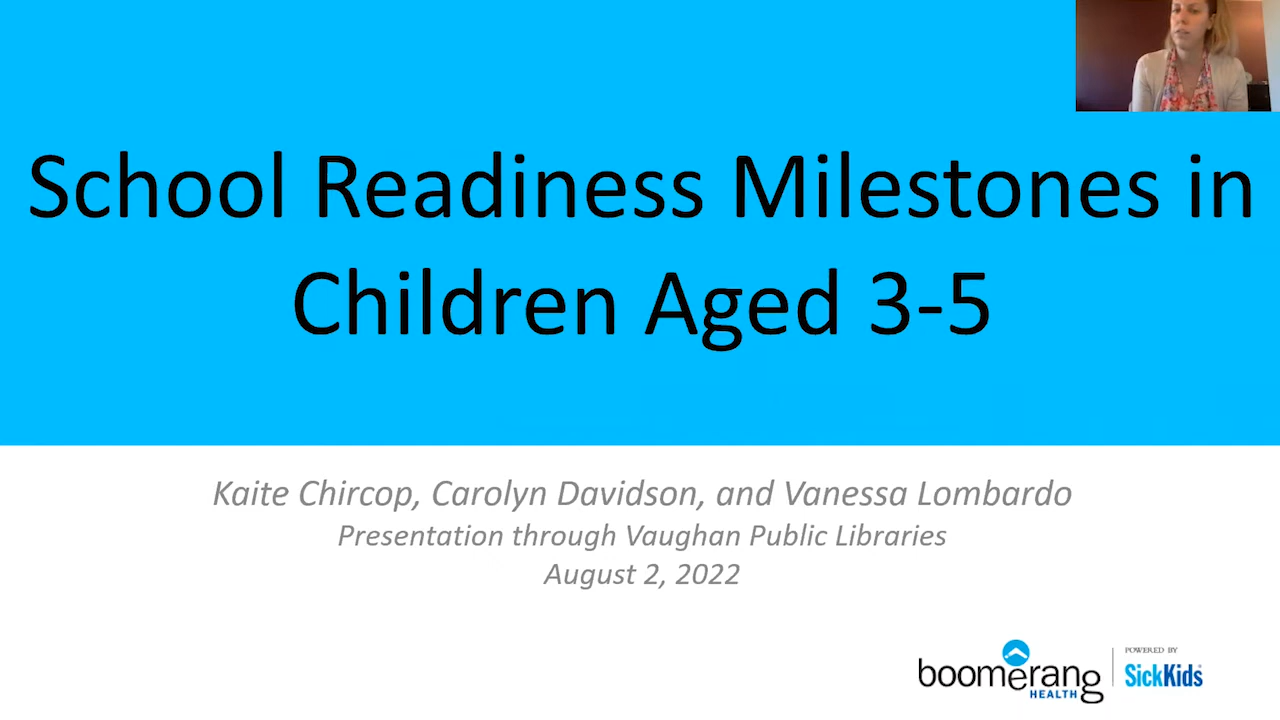 School Readiness Milestones in
Children Aged 3-5
Kaite Chircop, Carolyn Davidson, and Vanessa Lombardo
Presentation through Vaughan Public Libraries
August 2, 2022
boomerang
HEALTH
POWERED BY
SickKids